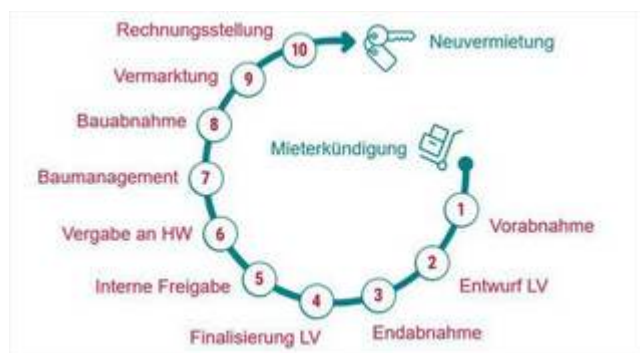 Mieterkündigung
1
Vorabnahme
2
Entwurf LV
3
Endabnahme
4
Finalisierung LV
5
Interne Freigabe
6
Vergabe an HW
7
Baumanagement
8
Bauabnahme
9
Vermarktung
10
Rechnungsstellung
Neuvermietung